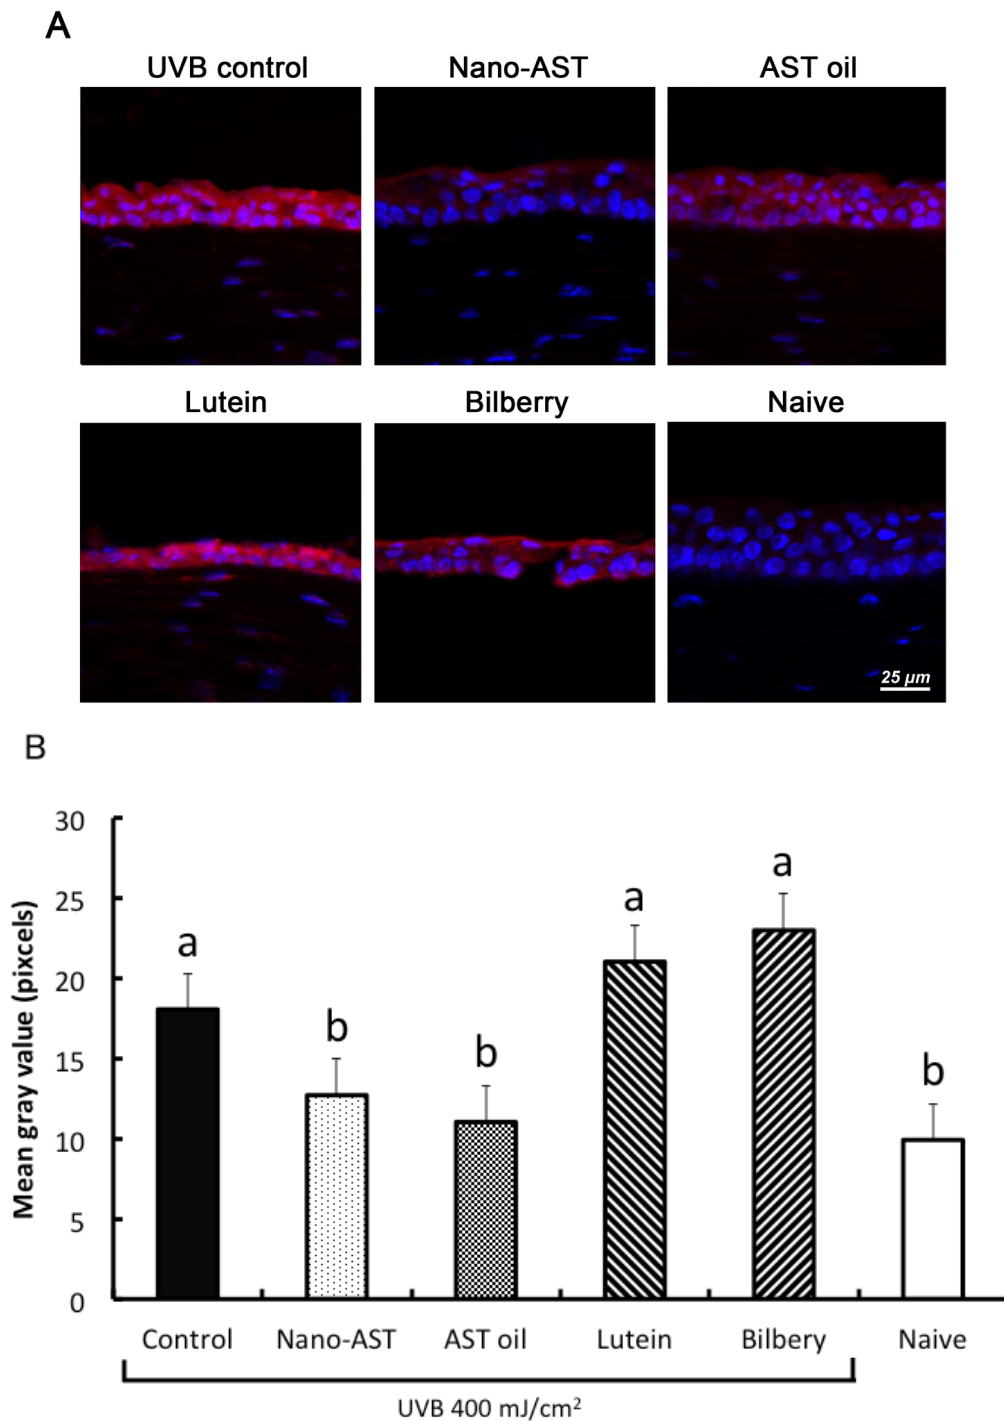 A
UVB control Nano-AST AST oil
Lutein Bilberry Naive
25 µm
B
Mean gray value (pixcels)
30
25
20
15
10
5
0
a b b a a b
Control Nano-AST AST oil Lutein Bilbery Naive
UVB 400 mJ/cm²